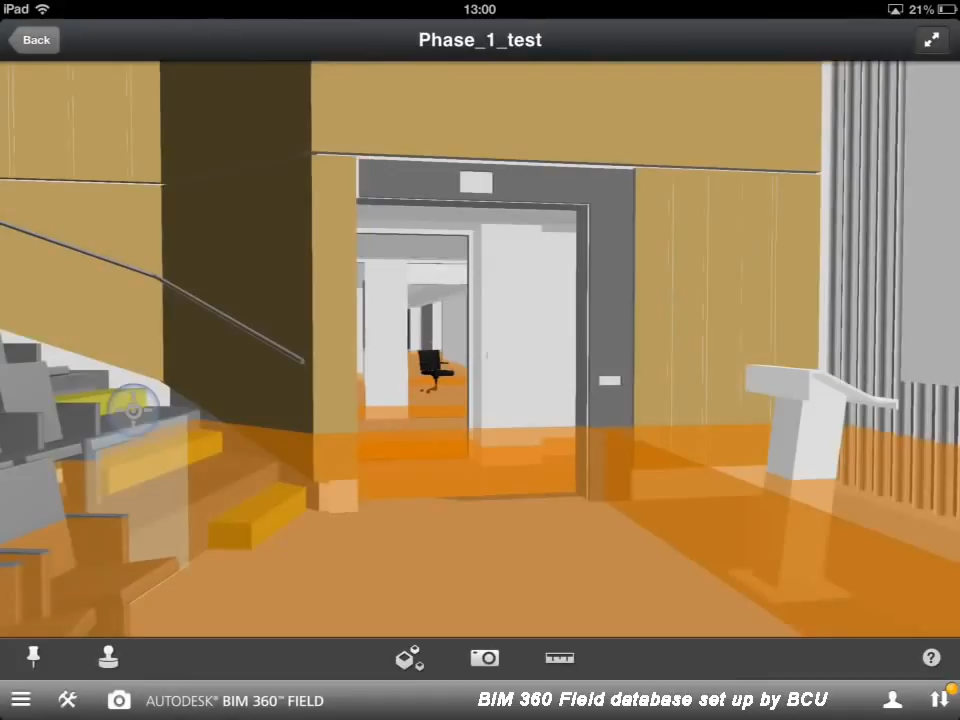 iPad 13:00 21%
Back Phase_1_test
?
AUTODESK® BIM 360™ FIELD BIM 360 Field database set up by BCU